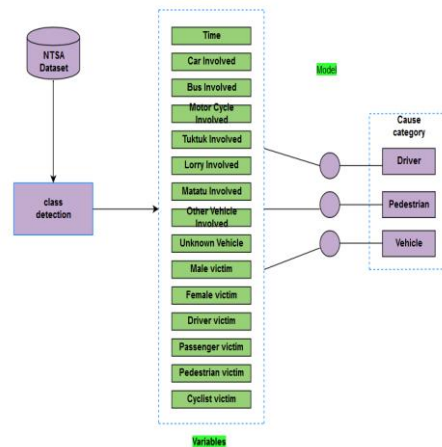 NTSA
Dataset
class
detection
Time
Car Involved
Bus Involved
Motor Cycle
Involved
Tuktuk Involved
Lorry Involved
Matatu Involved
Other Vehicle
Involved
Unknown Vehicle
Male victim
Female victim
Driver victim
Passenger victim
Pedestrian victim
Cyclist victim
Variables
Model
Cause
category
Driver
Pedestrian
Vehicle